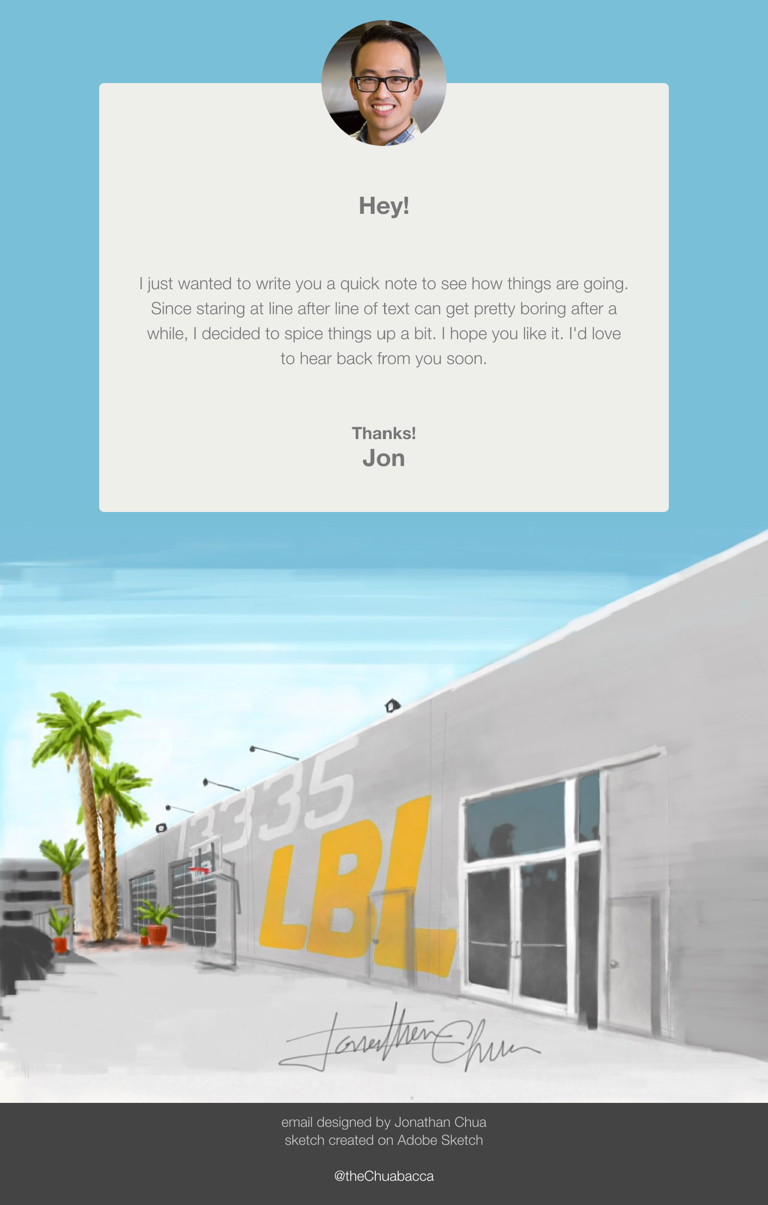 Hey!
I just wanted to write you a quick note to see how things are going.
Since staring at line after line of text can get pretty boring after a
while, I decided to spice things up a bit. I hope you like it. I'd love
to hear back from you soon.
Thanks!
Jon
13335
LBL
Jonathan Chua
email designed by Jonathan Chua
sketch created on Adobe Sketch
@theChuabacca